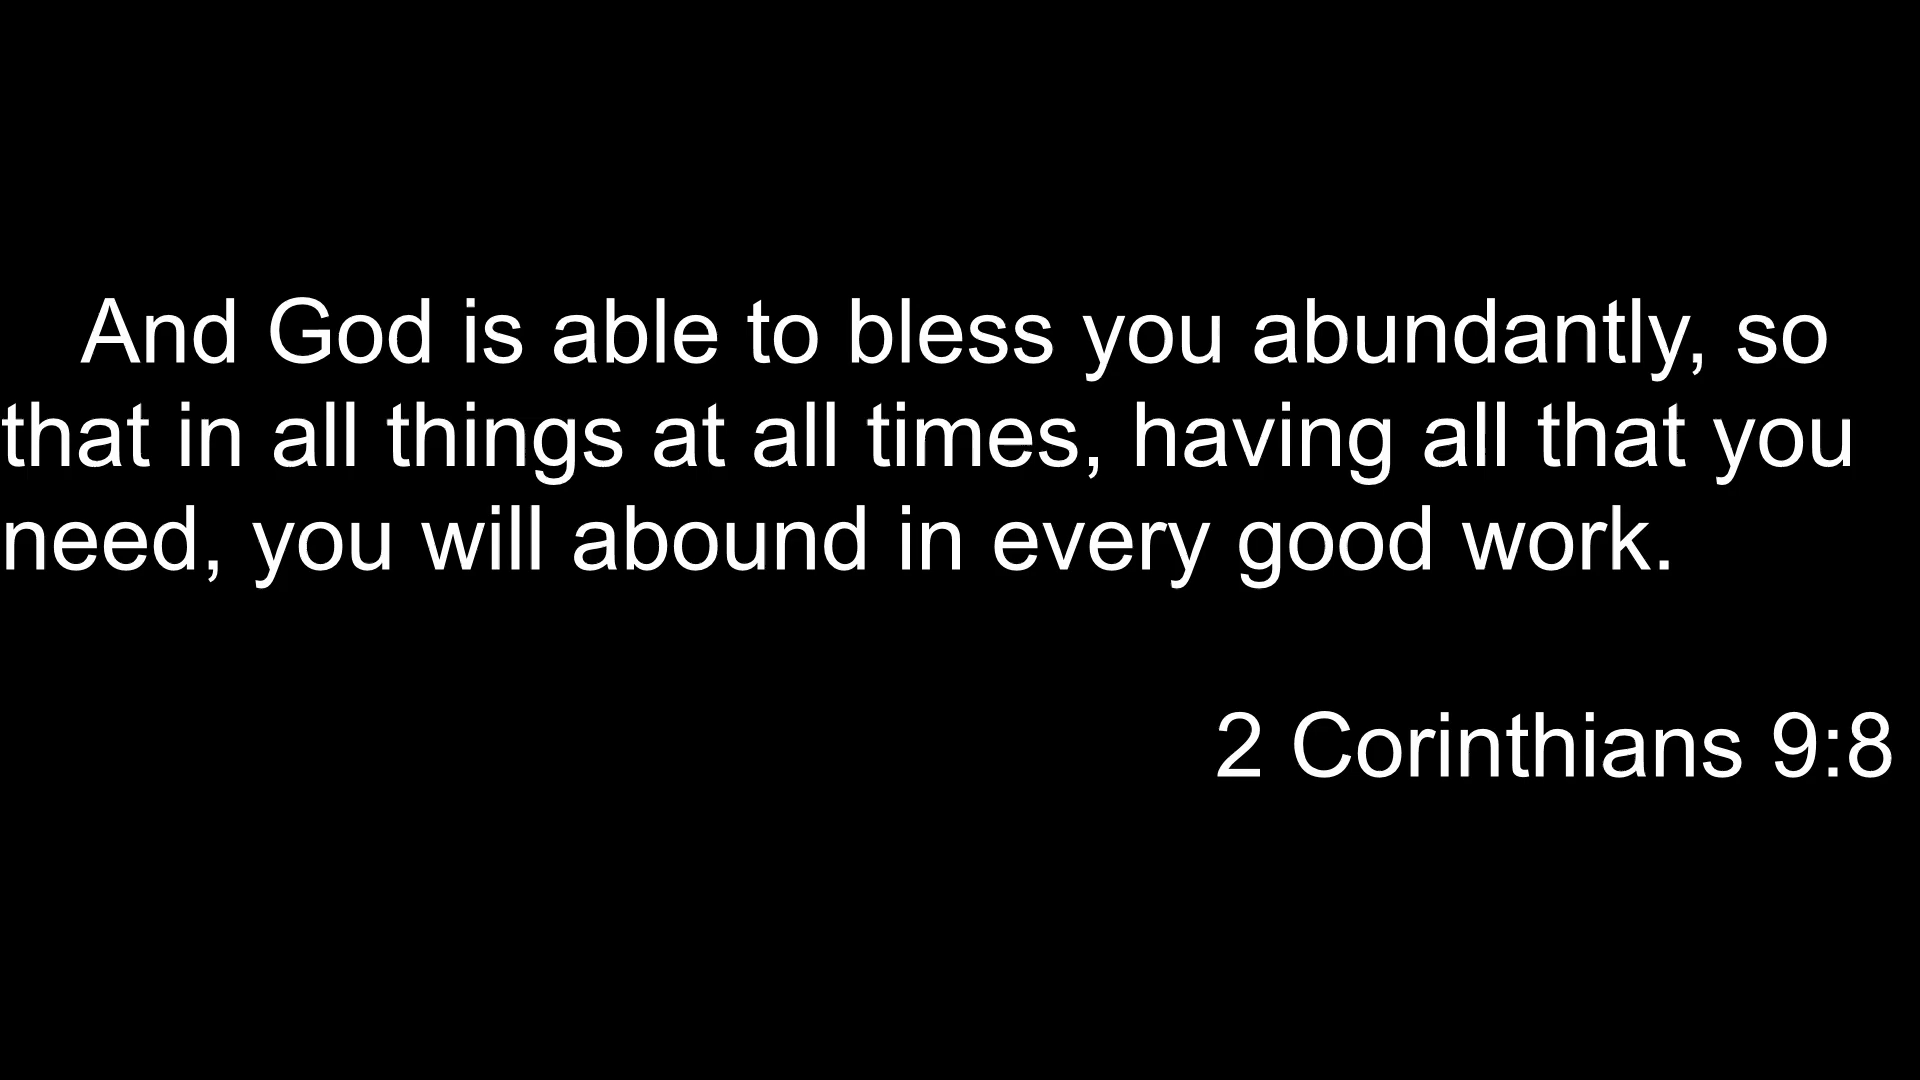 And God is able to bless you abundantly, so
that in all things at all times, having all that you
need, you will abound in every good work.
2 Corinthians 9:8